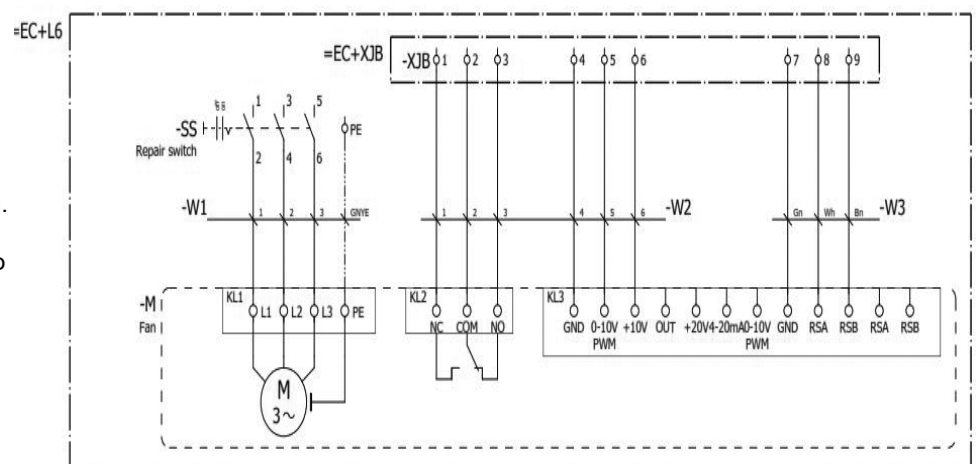 =EC+L6
=EC+XJB
-XJB 1 2 3 4 5 6 7 8 9
1 3 5
-SS
PE
Repair switch
2 4 6
-W1
1 2 3 GNYE
1 2 3
4 5 6
-W2
Gn Wh Bn
-W3
.
o
-M
Fan
KL1
L1 L2 L3 PE
KL2
NC COM NO
KL3
GND 0-10V +10V OUT +20V 4-20mA 0-10V GND RSA RSB RSA RSB
PWM PWM
M
3~